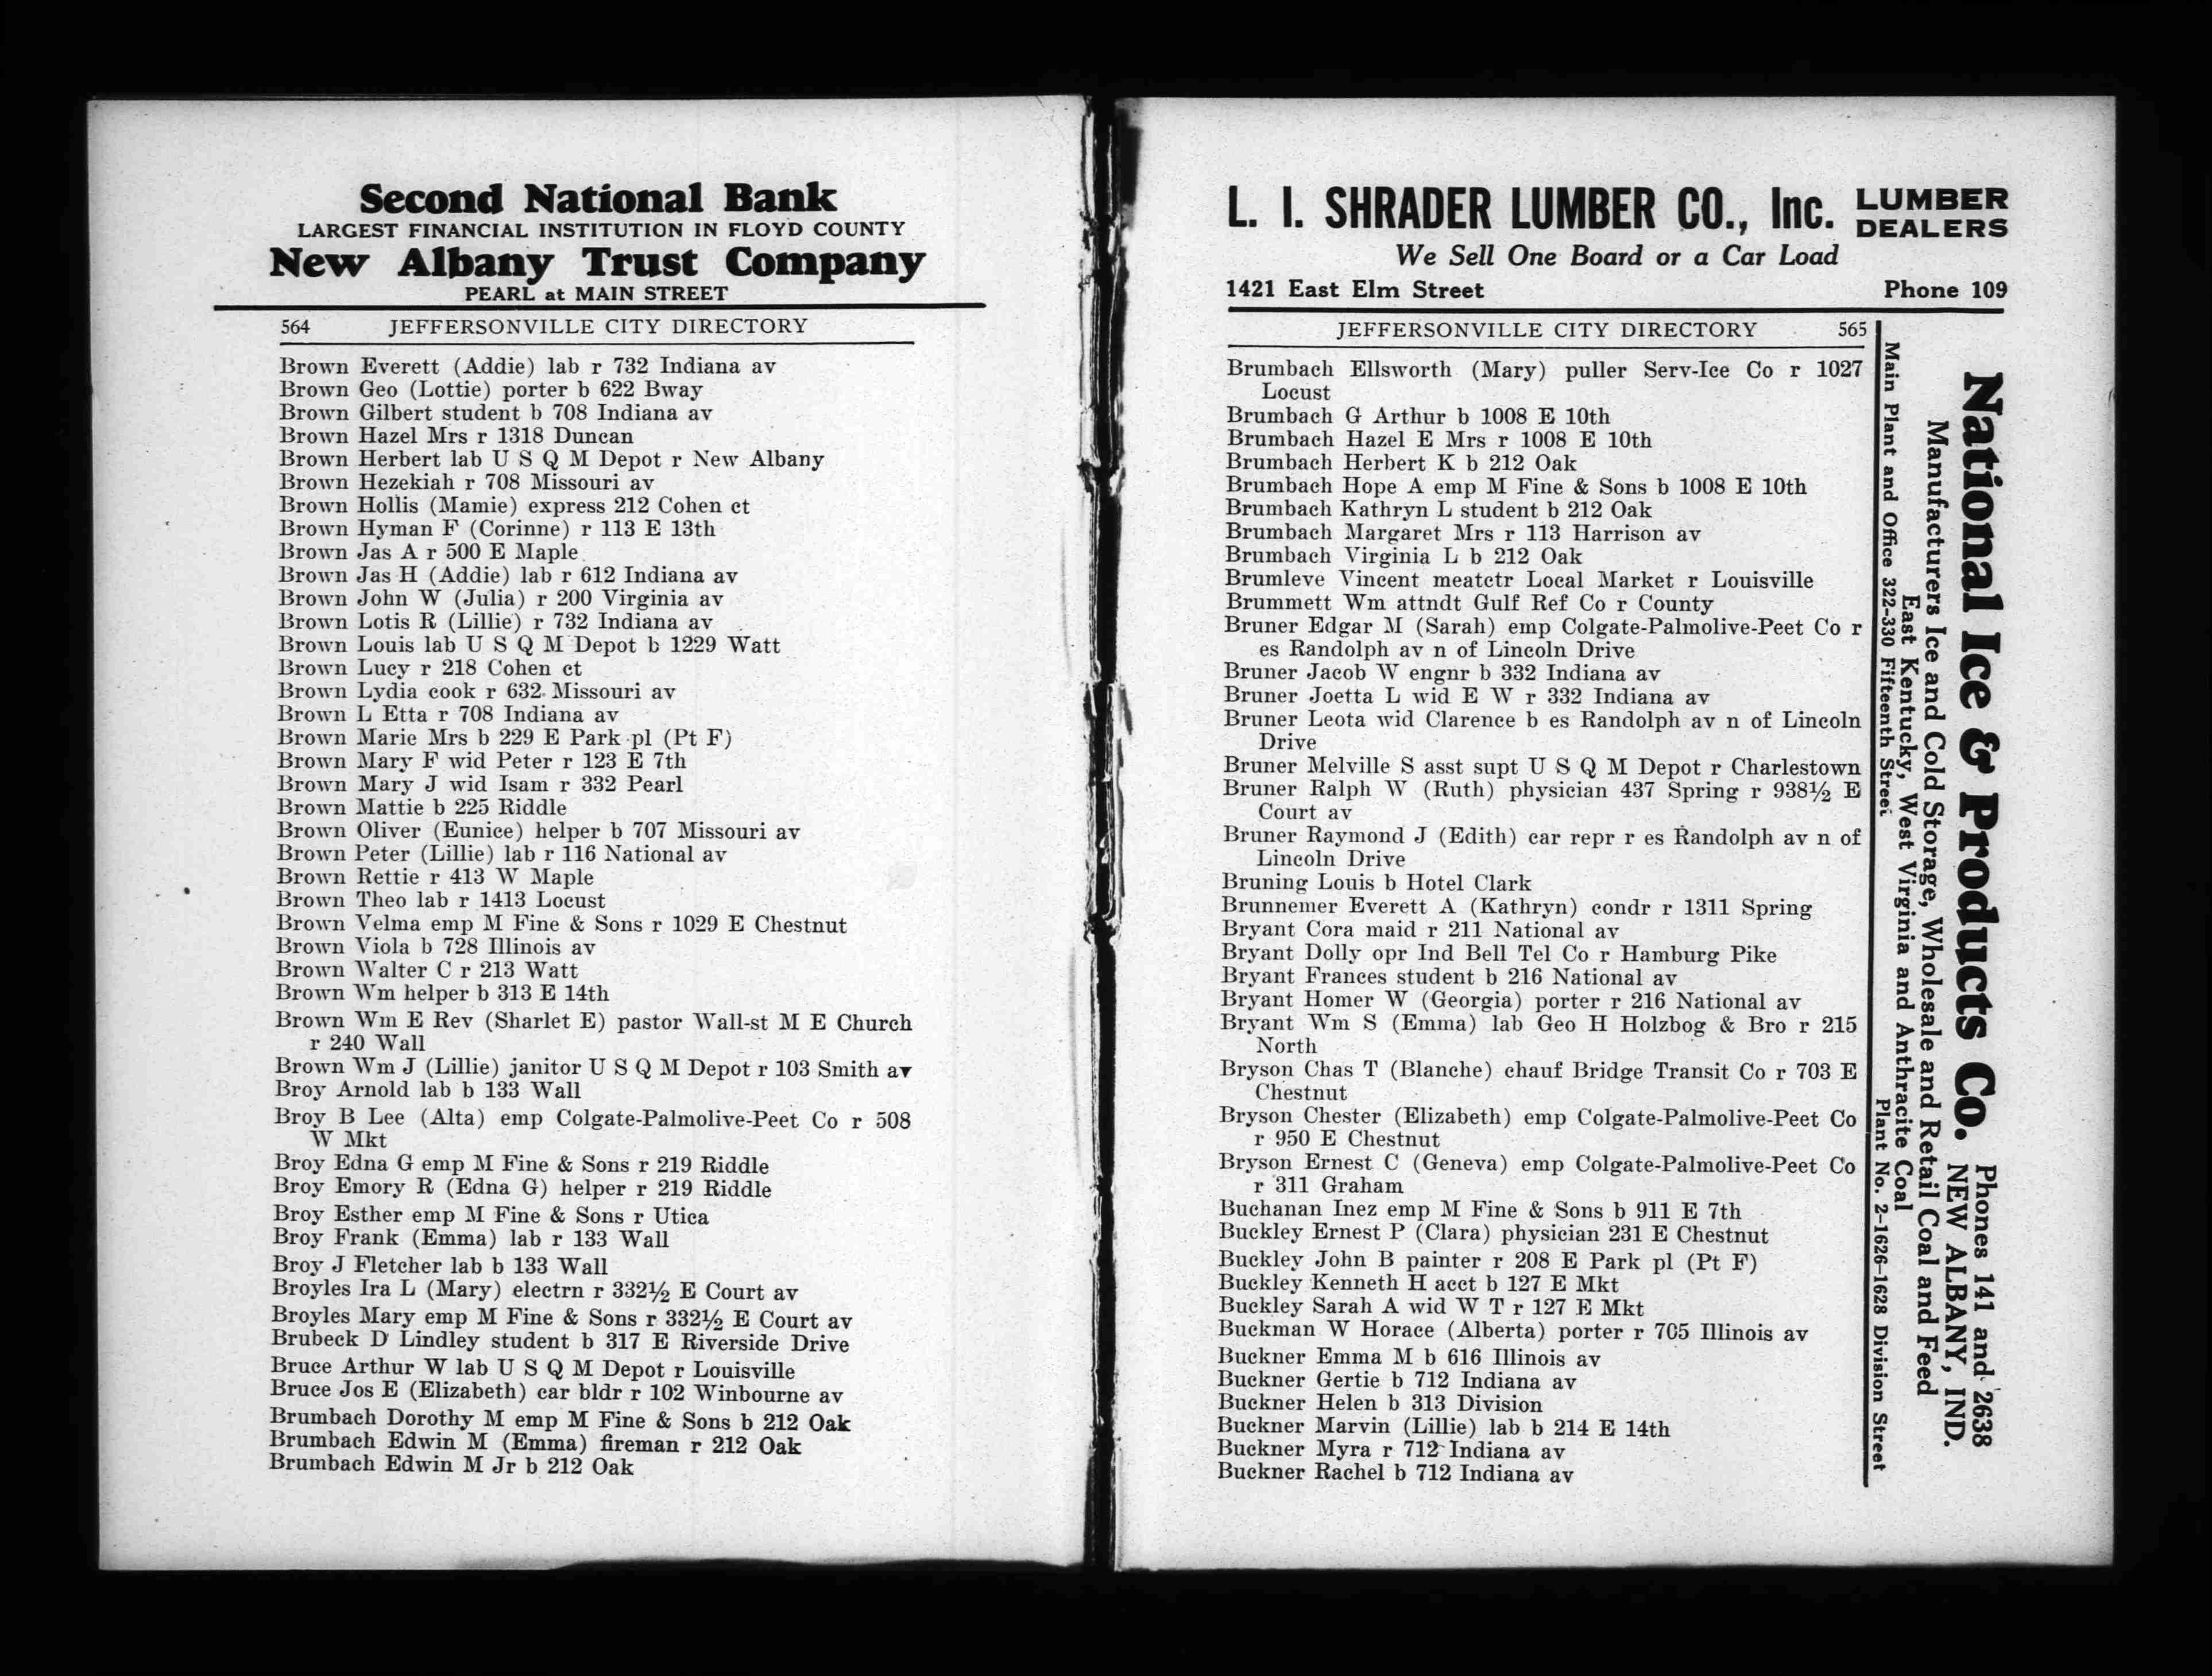 Second National Bank
LARGEST FINANCIAL INSTITUTION IN FLOYD COUNTY
New Albany Trust Company
PEARL at MAIN STREET
564 JEFFERSONVILLE CITY DIRECTORY
Brown Everett (Addie) lab r 732 Indiana av
Brown Geo (Lottie) porter b 622 Bway
Brown Gilbert student b 708 Indiana av
Brown Hazel Mrs r 1318 Duncan
Brown Herbert lab U S Q M Depot r New Albany
Brown Hezekiah r 708 Missouri av
Brown Hollis (Mamie) express 212 Cohen ct
Brown Hyman F (Corinne) r 113 E 13th
Brown Jas A r 500 E Maple
Brown Jas H (Addie) lab r 612 Indiana av
Brown John W (Julia) r 200 Virginia av
Brown Lotis R (Lillie) r 732 Indiana av
Brown Louis lab U S Q M Depot b 1229 Watt
Brown Lucy r 218 Cohen ct
Brown Lydia cook r 632 Missouri av
Brown L Etta r 708 Indiana av
Brown Marie Mrs b 229 E Park pl (Pt F)
Brown Mary F wid Peter r 123 E 7th
Brown Mary J wid Isam r 332 Pearl
Brown Mattie b 225 Riddle
Brown Oliver (Eunice) helper b 707 Missouri av
Brown Peter (Lillie) lab r 116 National av
Brown Rettie r 413 W Maple
Brown Theo lab r 1413 Locust
Brown Velma emp M Fine & Sons r 1029 E Chestnut
Brown Viola b 728 Illinois av
Brown Walter C r 213 Watt
Brown Wm helper b 313 E 14th
Brown Wm E Rev (Sharlet E) pastor Wall-st M E Church
r 240 Wall
Brown Wm J (Lillie) janitor U S Q M Depot r 103 Smith av
Broy Arnold lab b 133 Wall
Broy B Lee (Alta) emp Colgate-Palmolive-Peet Co r 508
W Mkt
Broy Edna G emp M Fine & Sons r 219 Riddle
Broy Emory R (Edna G) helper r 219 Riddle
Broy Esther emp M Fine & Sons r Utica
Broy Frank (Emma) lab r 133 Wall
Broy J Fletcher lab b 133 Wall
Broyles Ira L (Mary) electrn r 332½ E Court av
Broyles Mary emp M Fine & Sons r 332½ E Court av
Brubeck D Lindley student b 317 E Riverside Drive
Bruce Arthur W lab U S Q M Depot r Louisville
Bruce Jos E (Elizabeth) car bldr r 102 Winbourne av
Brumbach Dorothy M emp M Fine & Sons b 212 Oak
Brumbach Edwin M (Emma) fireman r 212 Oak
Brumbach Edwin M Jr b 212 Oak
L. I. SHRADER LUMBER CO., Inc. LUMBER DEALERS
We Sell One Board or a Car Load
1421 East Elm Street Phone 109
JEFFERSONVILLE CITY DIRECTORY 565
Brumbach Ellsworth (Mary) puller Serv-Ice Co r 1027
Locust
Brumbach G Arthur b 1008 E 10th
Brumbach Hazel E Mrs r 1008 E 10th
Brumbach Herbert K b 212 Oak
Brumbach Hope A emp M Fine & Sons b 1008 E 10th
Brumbach Kathryn L student b 212 Oak
Brumbach Margaret Mrs r 113 Harrison av
Brumbach Virginia L b 212 Oak
Brumleve Vincent meatctr Local Market r Louisville
Brummett Wm attndt Gulf Ref Co r County
Bruner Edgar M (Sarah) emp Colgate-Palmolive-Peet Co r
es Randolph av n of Lincoln Drive
Bruner Jacob W engnr b 332 Indiana av
Bruner Joetta L wid E W r 332 Indiana av
Bruner Leota wid Clarence b es Randolph av n of Lincoln
Drive
Bruner Melville S asst supt U S Q M Depot r Charlestown
Bruner Ralph W (Ruth) physician 437 Spring r 938½ E
Court av
Bruner Raymond J (Edith) car repr r es Randolph av n of
Lincoln Drive
Bruning Louis b Hotel Clark
Brunnemer Everett A (Kathryn) condr r 1311 Spring
Bryant Cora maid r 211 National av
Bryant Dolly opr Ind Bell Tel Co r Hamburg Pike
Bryant Frances student b 216 National av
Bryant Homer W (Georgia) porter r 216 National av
Bryant Wm S (Emma) lab Geo H Holzbog & Bro r 215
North
Bryson Chas T (Blanche) chauf Bridge Transit Co r 703 E
Chestnut
Bryson Chester (Elizabeth) emp Colgate-Palmolive-Peet Co
r 950 E Chestnut
Bryson Ernest C (Geneva) emp Colgate-Palmolive-Peet Co
r 311 Graham
Buchanan Inez emp M Fine & Sons b 911 E 7th
Buckley Ernest P (Clara) physician 231 E Chestnut
Buckley John B painter r 208 E Park pl (Pt F)
Buckley Kenneth H acct b 127 E Mkt
Buckley Sarah A wid W T r 127 E Mkt
Buckman W Horace (Alberta) porter r 705 Illinois av
Buckner Emma M b 616 Illinois av
Buckner Gertie b 712 Indiana av
Buckner Helen b 313 Division
Buckner Marvin (Lillie) lab b 214 E 14th
Buckner Myra r 712 Indiana av
Buckner Rachel b 712 Indiana av
National Ice & Products Co. Phones 141 and 2638
NEW ALBANY, IND.
Manufacturers Ice and Cold Storage, Wholesale and Retail Coal and Feed
East Kentucky, West Virginia and Anthracite Coal
Main Plant and Office 322-330 Fifteenth Street Plant No. 2-1626-1628 Division Street